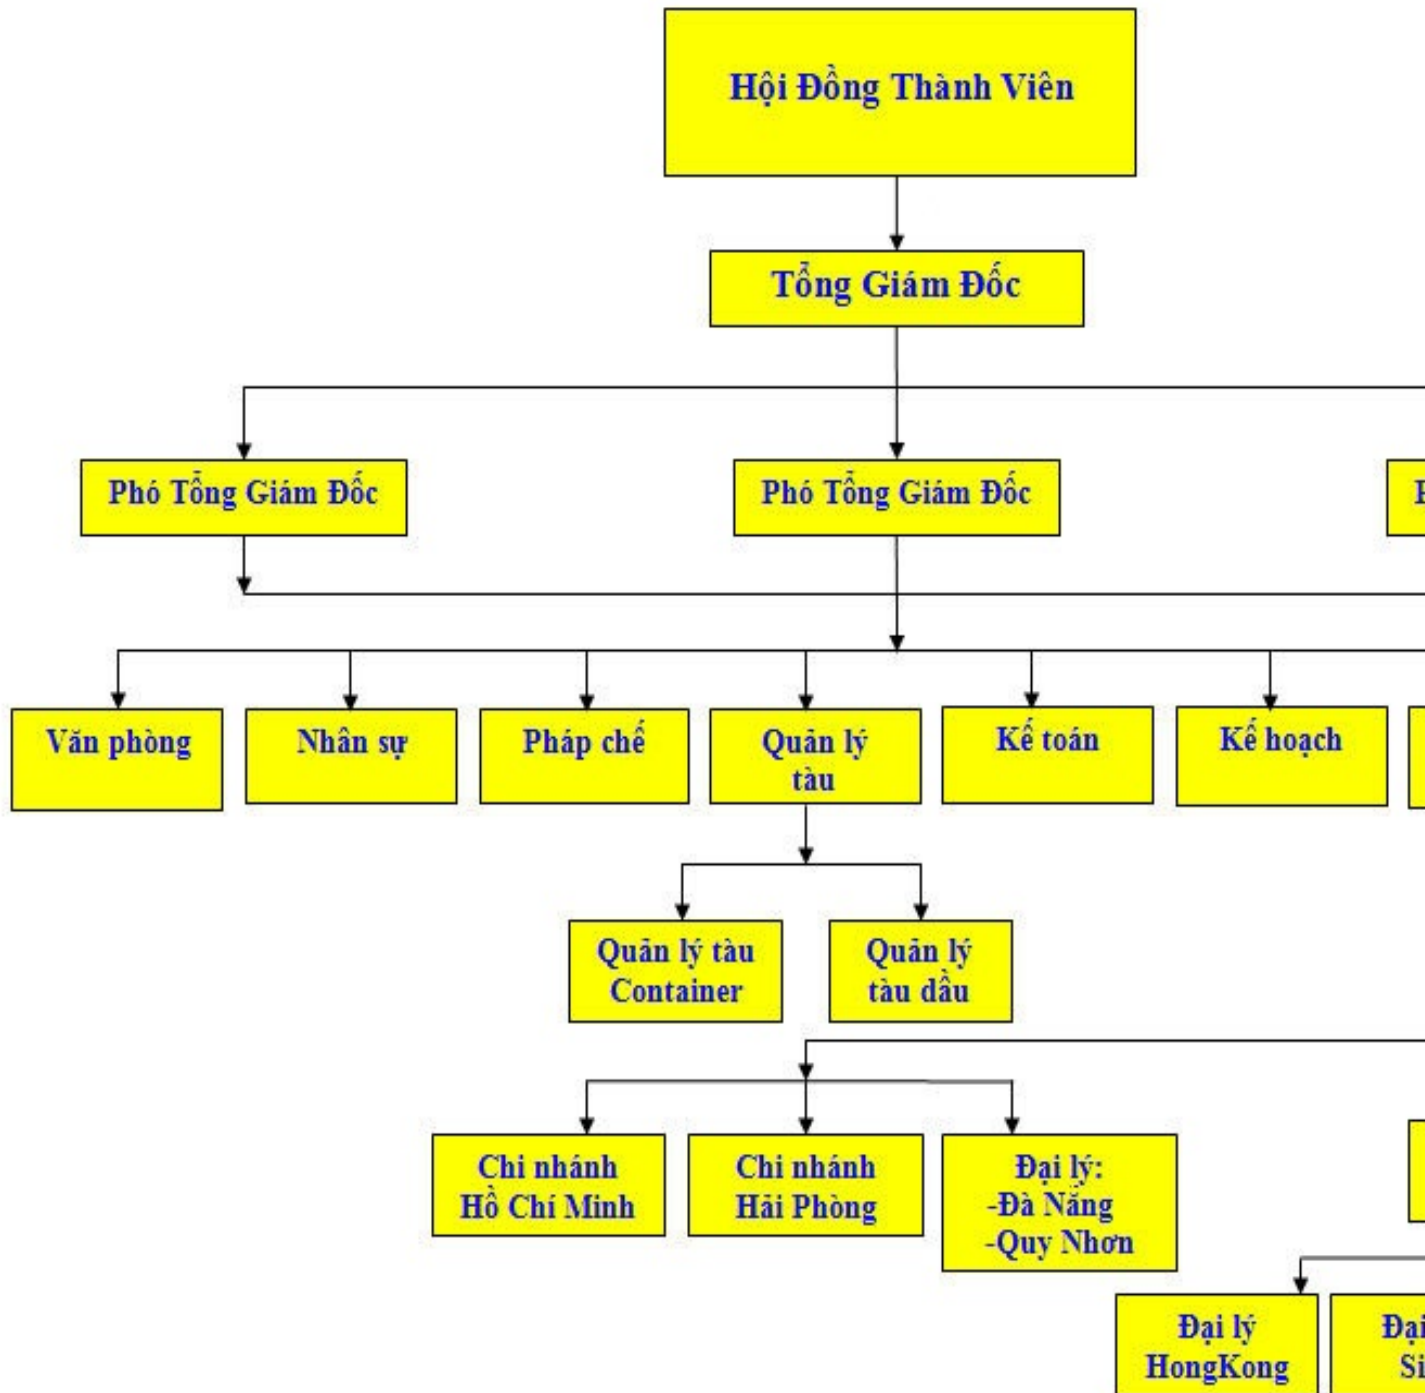 Hội Đồng Thành Viên
Tổng Giám Đốc
Phó Tổng Giám Đốc
Phó Tổng Giám Đốc
Văn phòng
Nhân sự
Pháp chế
Quản lý
tàu
Kế toán
Kế hoạch
Quản lý tàu
Container
Quản lý
tàu dầu
Chi nhánh
Hồ Chí Minh
Chi nhánh
Hải Phòng
Đại lý:
-Đà Nẵng
-Quy Nhơn
Đại lý
HongKong
Đại